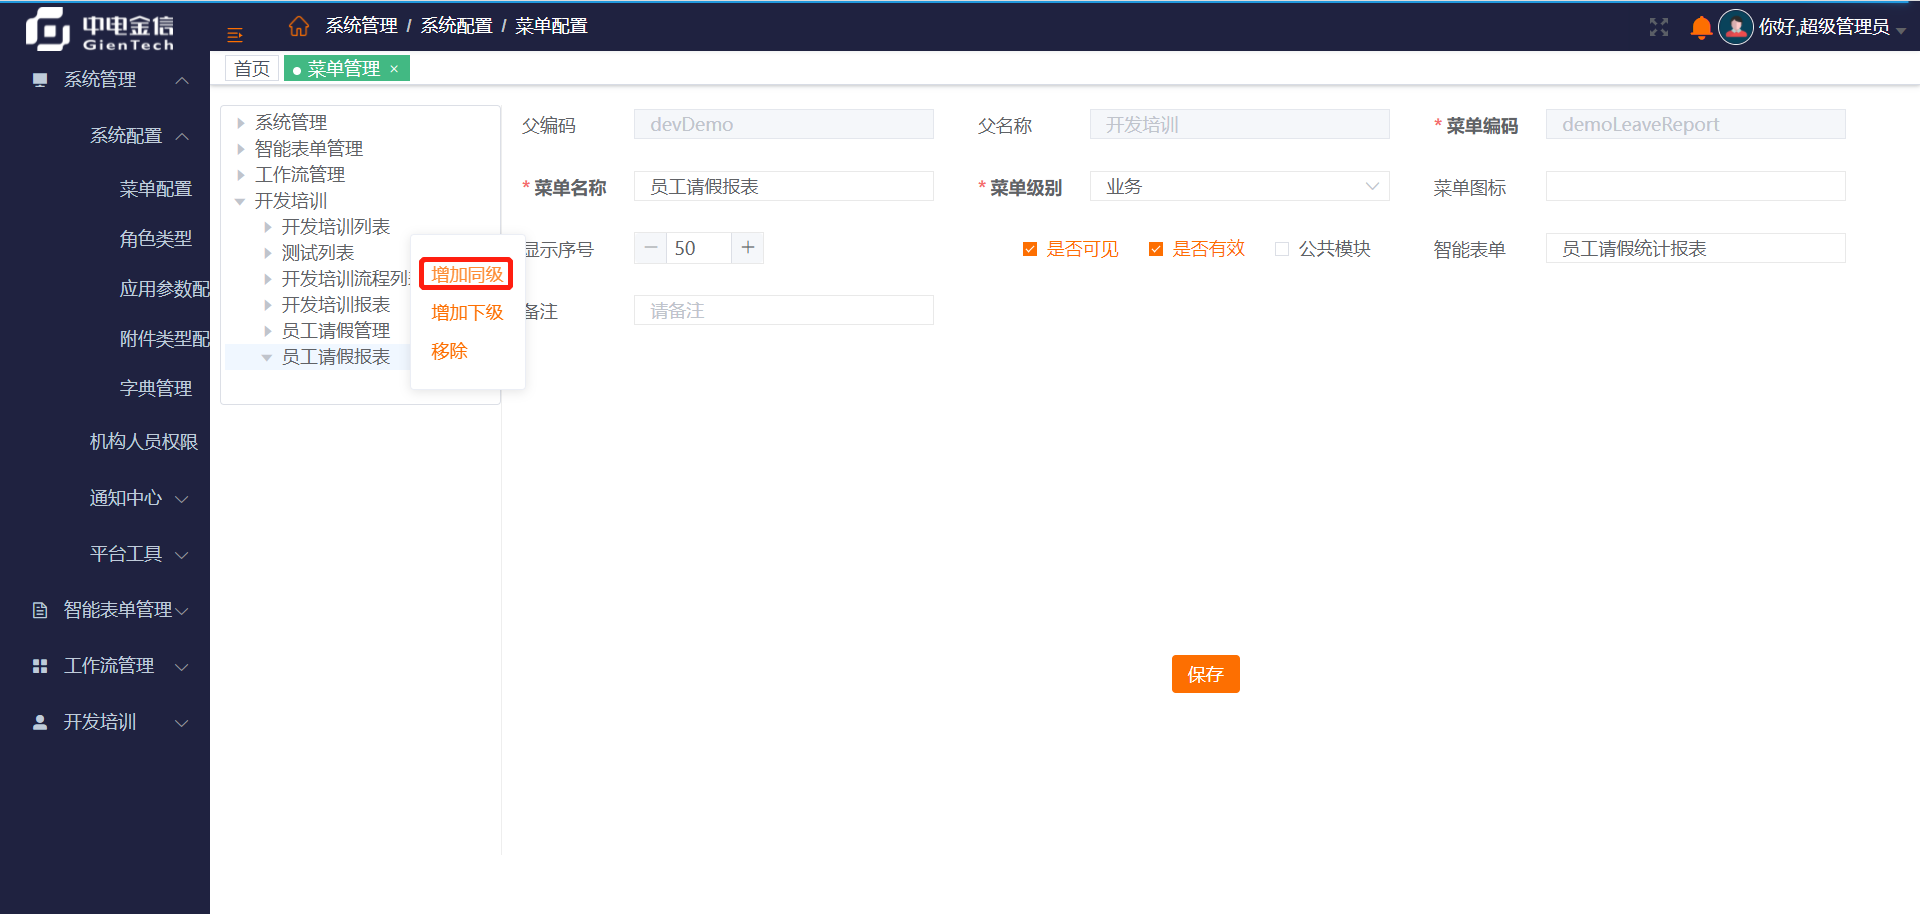 中电金信
GienTech
系统管理 / 系统配置 / 菜单配置
你好,超级管理员
系统管理
系统配置
菜单配置
角色类型
应用参数配
附件类型配
字典管理
机构人员权限
通知中心
平台工具
智能表单管理
工作流管理
开发培训
首页
菜单管理 ×
系统管理
智能表单管理
工作流管理
开发培训
开发培训列表
测试列表
开发培训流程列
开发培训报表
员工请假管理
员工请假报表
增加同级
增加下级
移除
父编码 devDemo
父名称 开发培训
* 菜单编码 demoLeaveReport
* 菜单名称 员工请假报表
* 菜单级别 业务
菜单图标
显示序号 − 50 +
是否可见 是否有效 公共模块
智能表单 员工请假统计报表
备注 请备注
保存